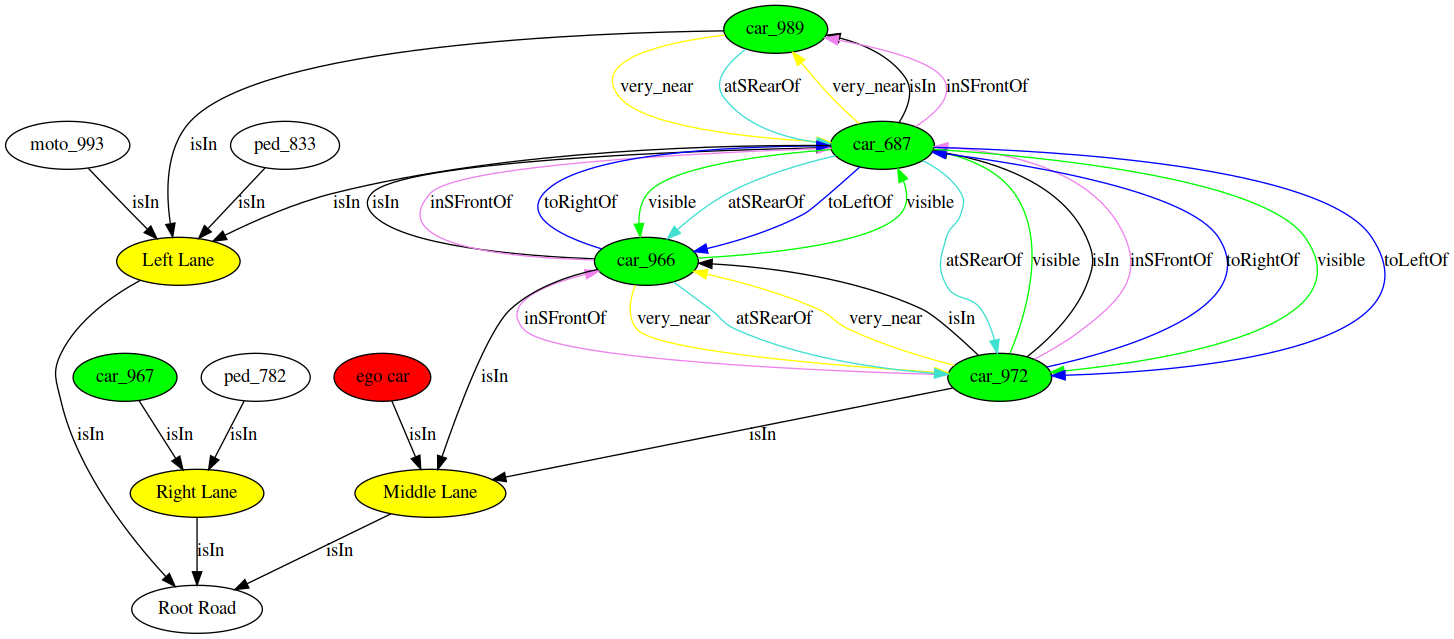 car_989
very_near atSRearOf very_near isIn inSFrontOf
isIn
moto_993 ped_833 car_687
isIn isIn isIn isIn inSFrontOf toRightOf visible atSRearOf toLeftOf visible
Left Lane car_966 atSRearOf visible isIn inSFrontOf toRightOf visible toLeftOf
inSFrontOf very_near atSRearOf very_near isIn
car_967 ped_782 ego car isIn car_972
isIn isIn isIn isIn isIn
Right Lane Middle Lane
isIn isIn
Root Road